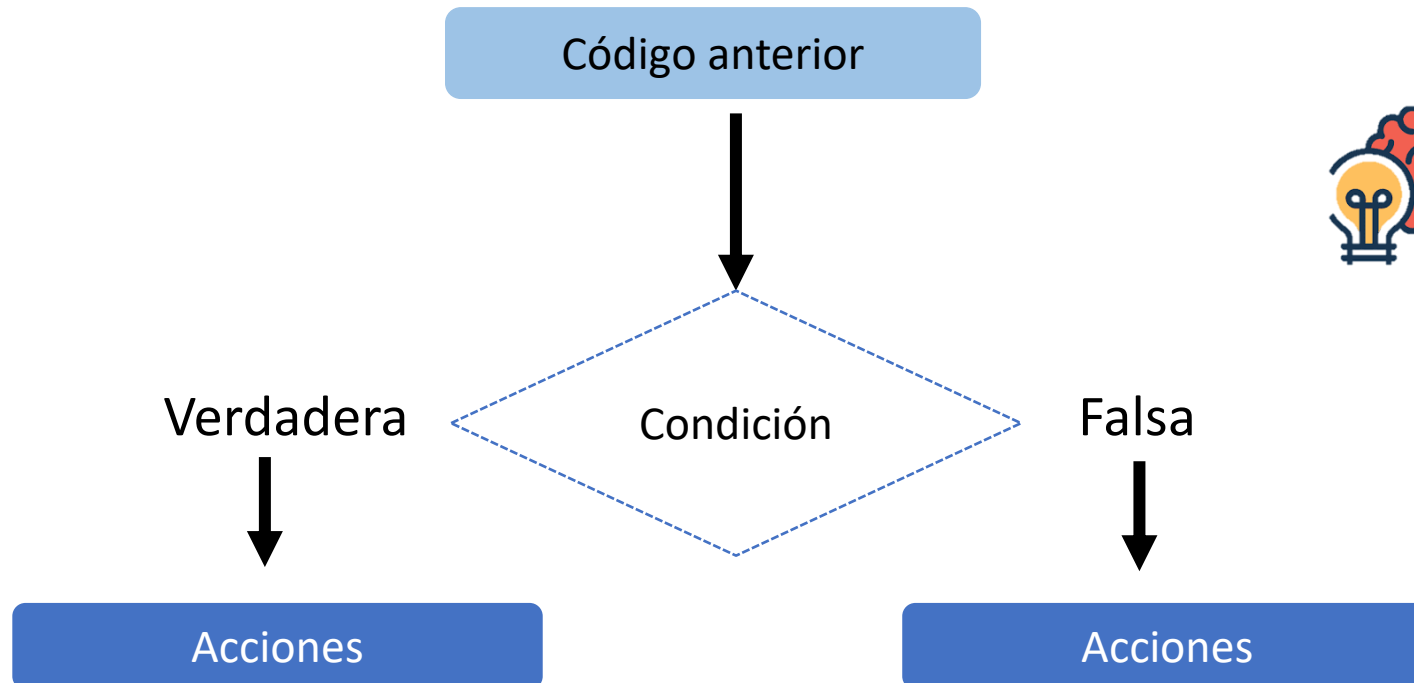 Código anterior
Verdadera
Condición
Falsa
Acciones
Acciones